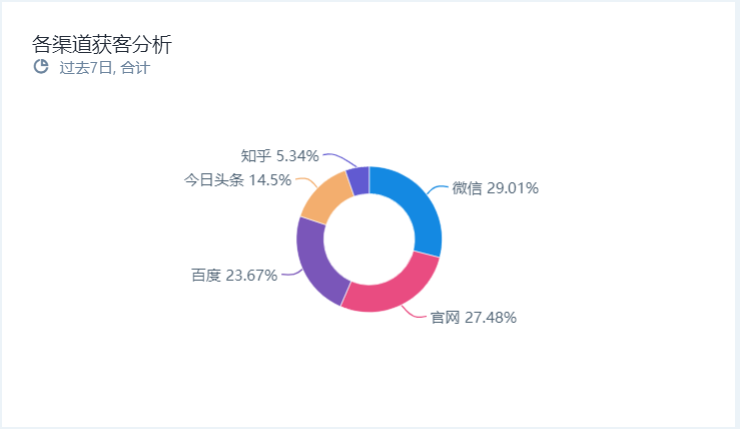 各渠道获客分析
过去7日, 合计
知乎 5.34%
今日头条 14.5%
微信 29.01%
百度 23.67%
官网 27.48%